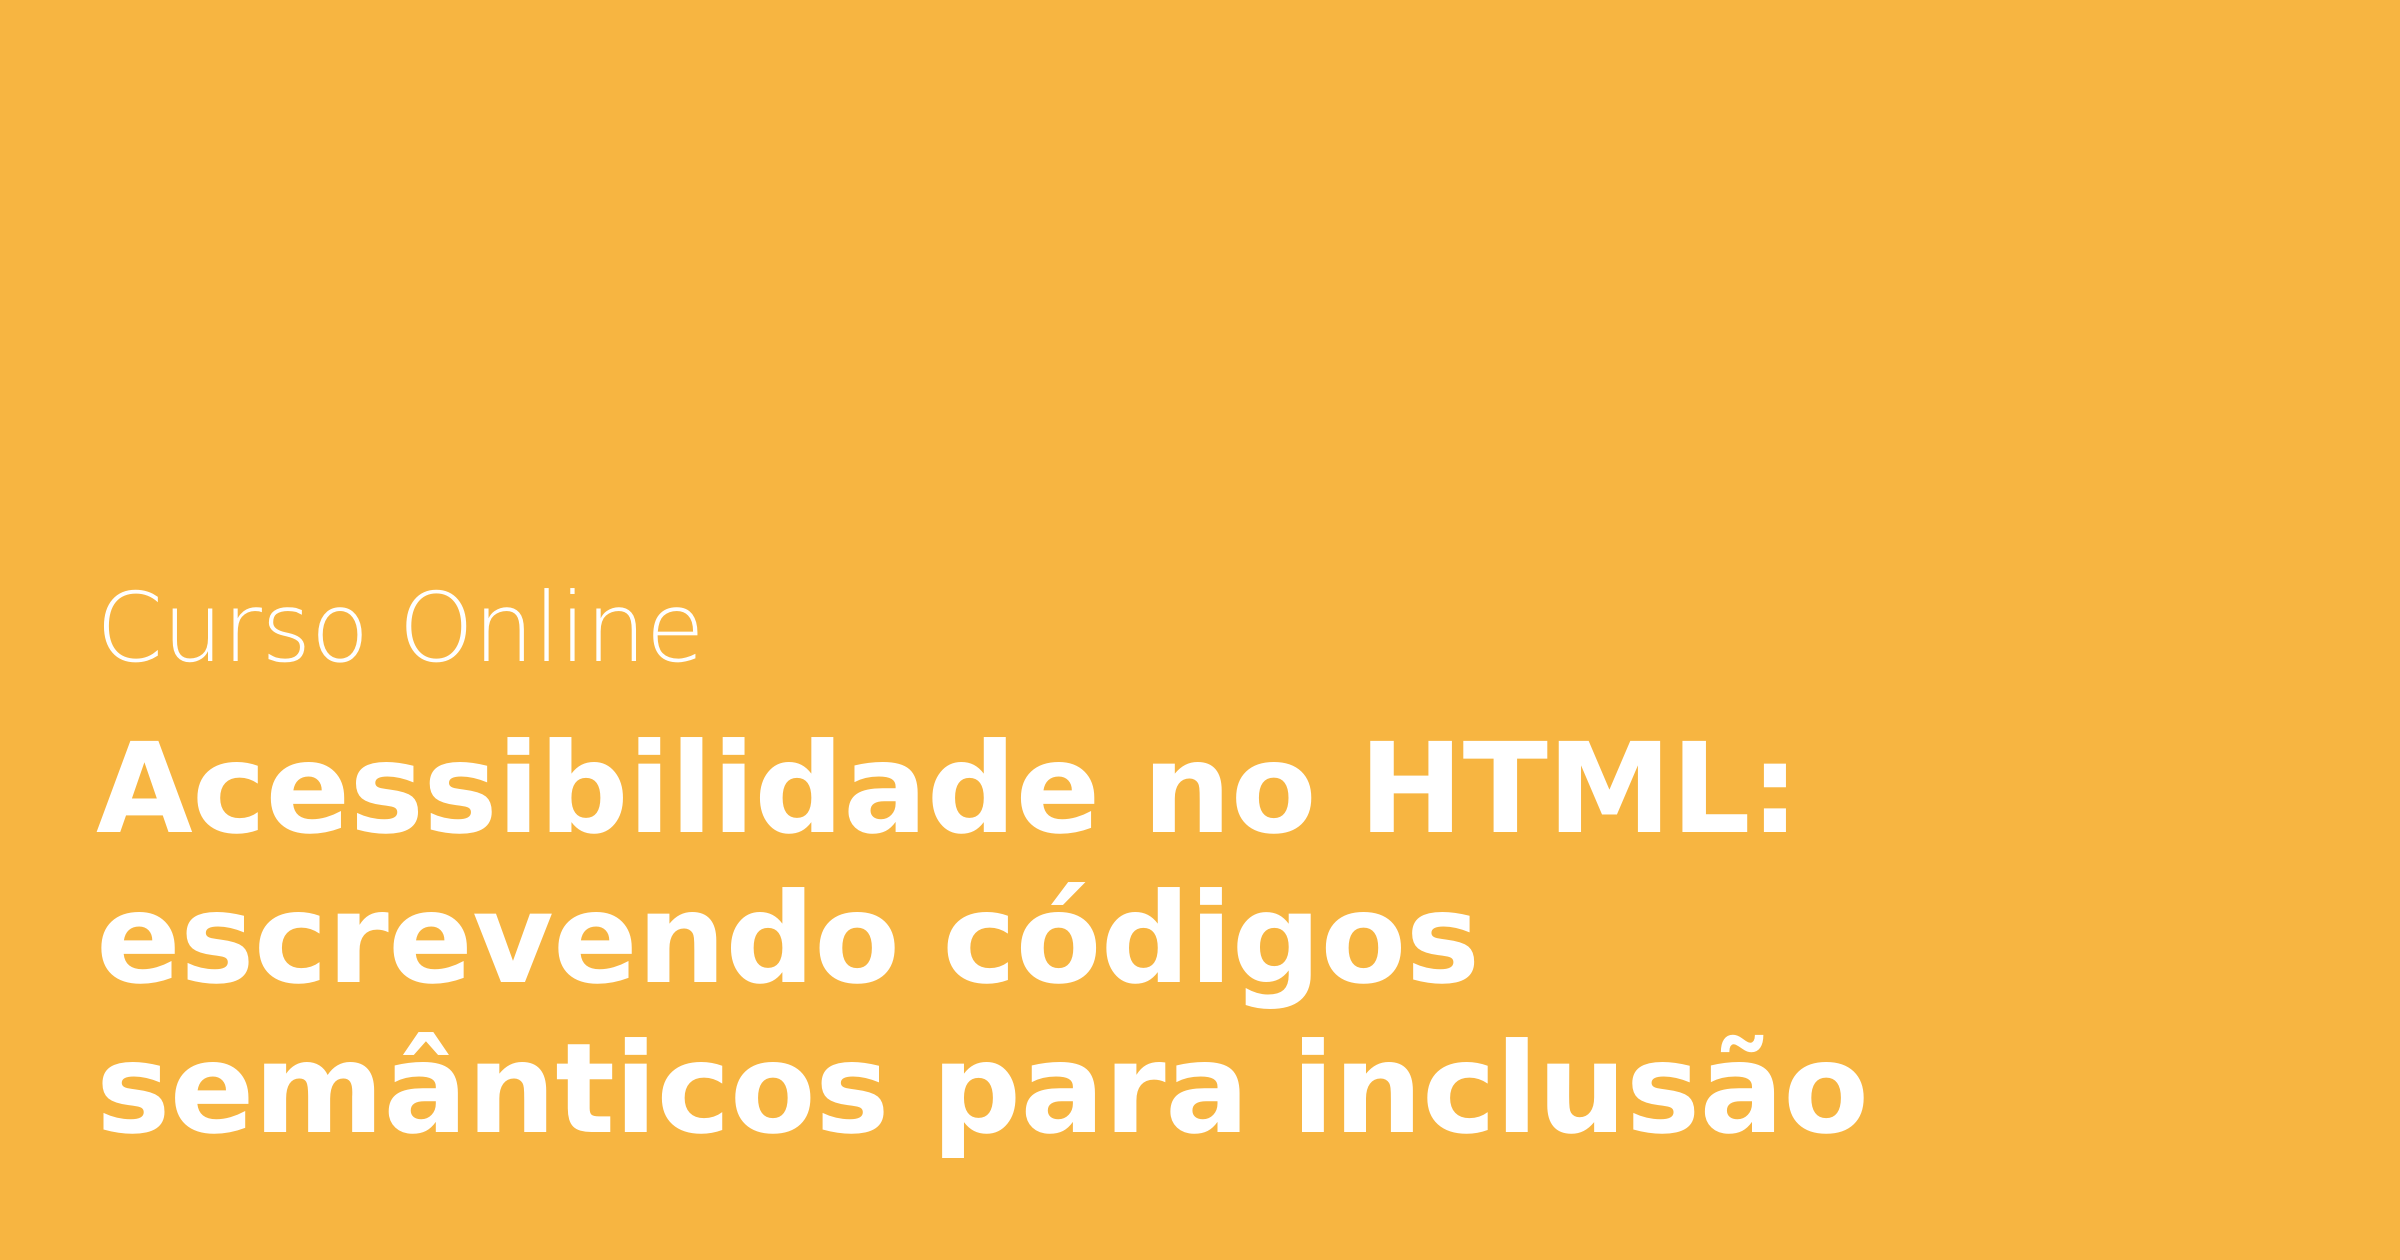 Curso Online
Acessibilidade no HTML:
escrevendo códigos
semânticos para inclusão